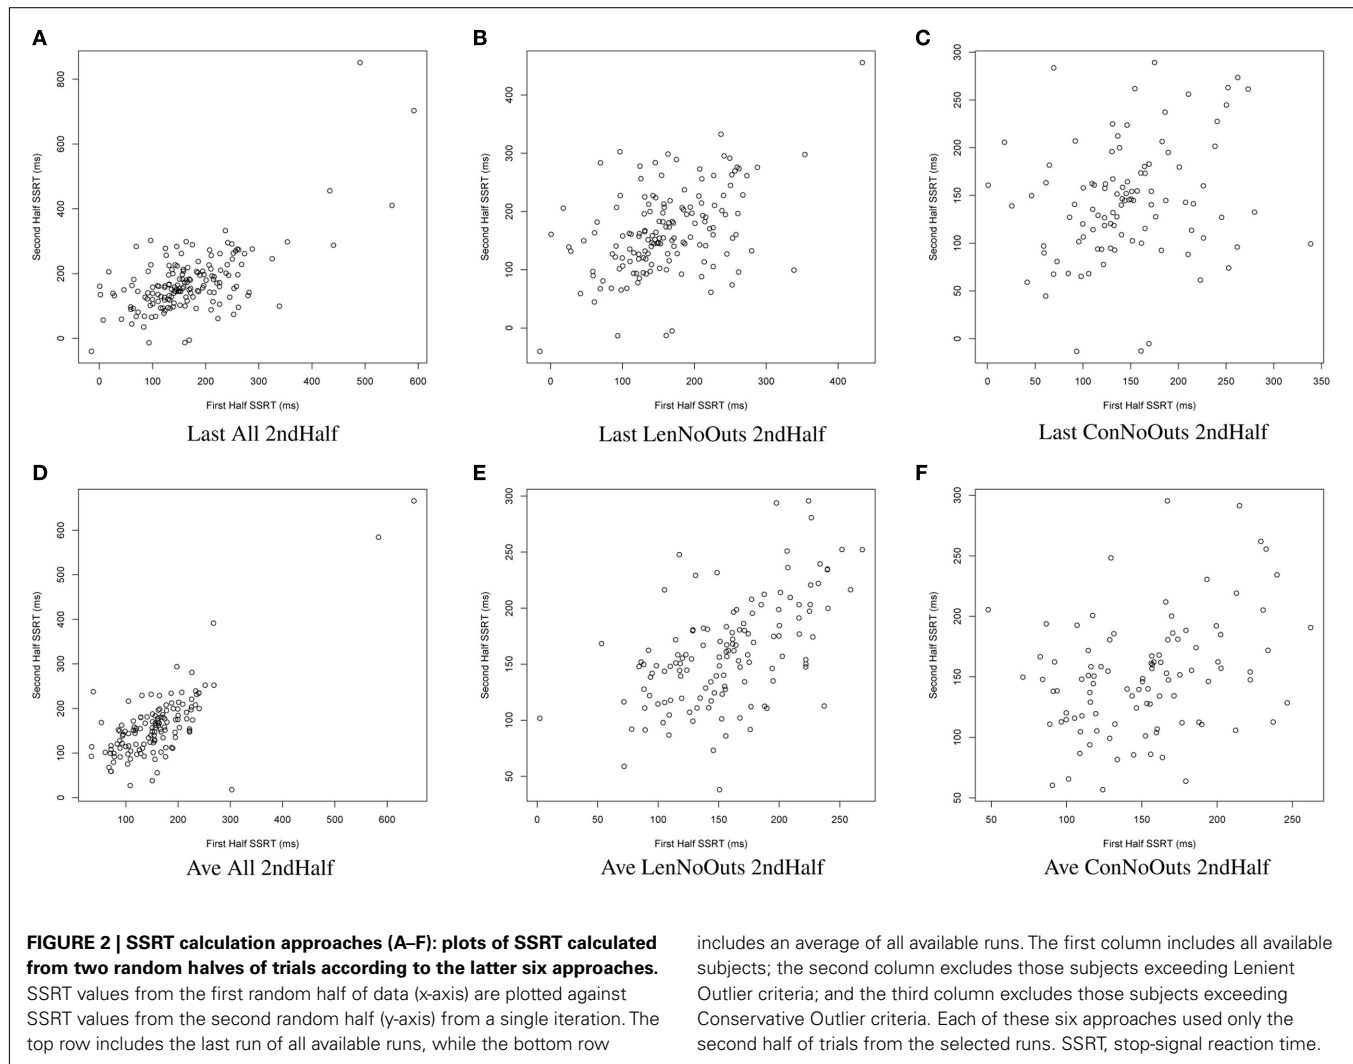 A
Second Half SSRT (ms)
800
600
400
200
0
0 100 200 300 400 500 600
First Half SSRT (ms)
Last All 2ndHalf
B
Second Half SSRT (ms)
400
300
200
100
0
0 100 200 300 400
First Half SSRT (ms)
Last LenNoOuts 2ndHalf
C
Second Half SSRT (ms)
300
250
200
150
100
50
0
0 50 100 150 200 250 300 350
First Half SSRT (ms)
Last ConNoOuts 2ndHalf
D
Second Half SSRT (ms)
600
500
400
300
200
100
0
100 200 300 400 500 600
First Half SSRT (ms)
Ave All 2ndHalf
E
Second Half SSRT (ms)
300
250
200
150
100
50
0 50 100 150 200 250
First Half SSRT (ms)
Ave LenNoOuts 2ndHalf
F
Second Half SSRT (ms)
300
250
200
150
100
50
50 100 150 200 250
First Half SSRT (ms)
Ave ConNoOuts 2ndHalf
FIGURE 2 | SSRT calculation approaches (A–F): plots of SSRT calculated
from two random halves of trials according to the latter six approaches.
SSRT values from the first random half of data (x-axis) are plotted against
SSRT values from the second random half (y-axis) from a single iteration. The
top row includes the last run of all available runs, while the bottom row
includes an average of all available runs. The first column includes all available
subjects; the second column excludes those subjects exceeding Lenient
Outlier criteria; and the third column excludes those subjects exceeding
Conservative Outlier criteria. Each of these six approaches used only the
second half of trials from the selected runs. SSRT, stop-signal reaction time.